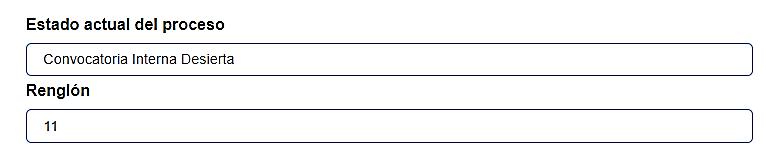 Estado actual del proceso
Convocatoria Interna Desierta
Renglón
11